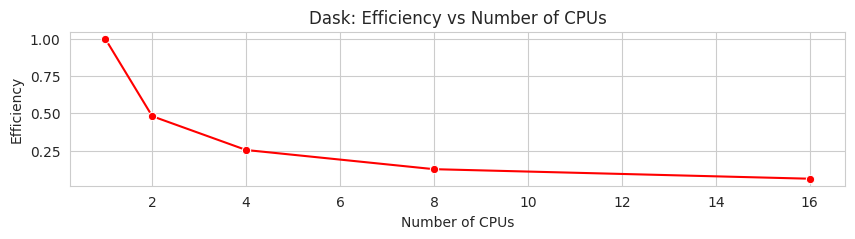 Dask: Efficiency vs Number of CPUs
Efficiency
1.00
0.75
0.50
0.25
2 4 6 8 10 12 14 16
Number of CPUs